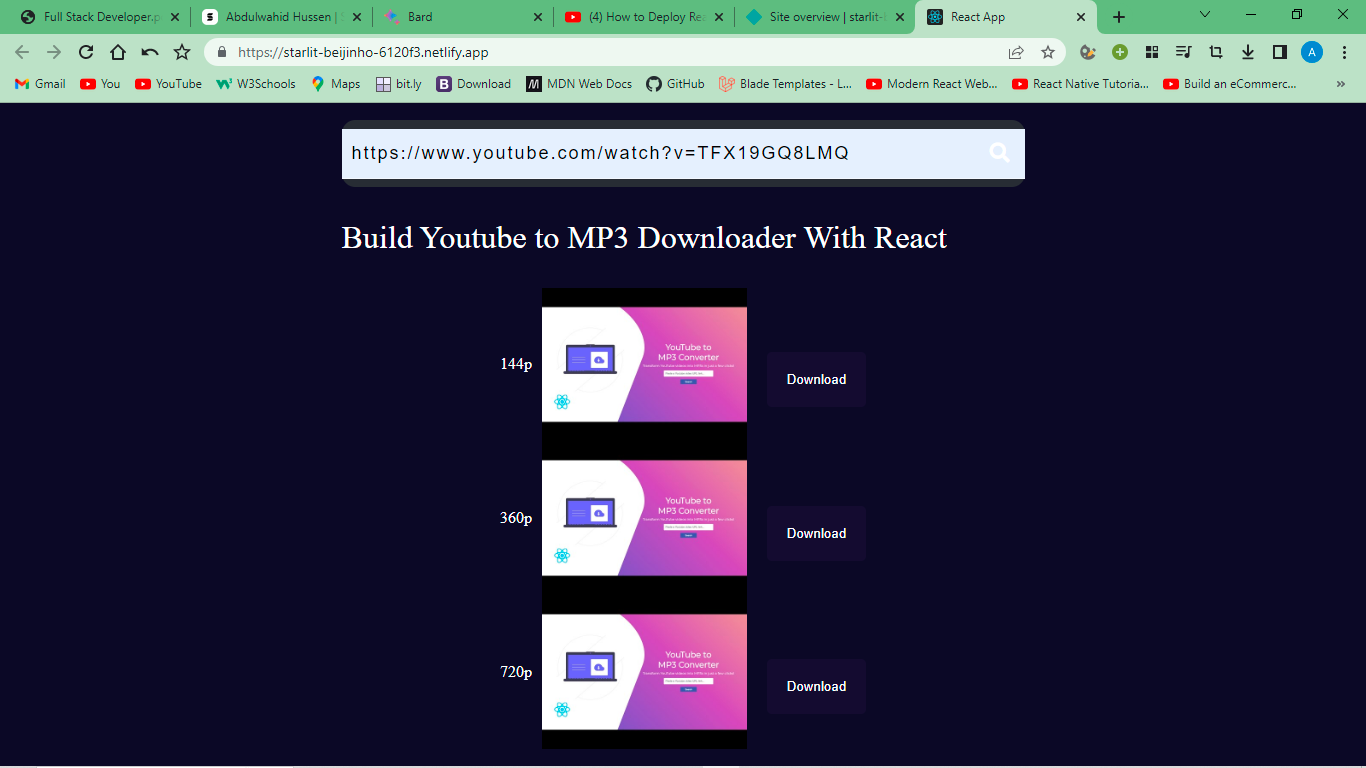 Full Stack Developer.p
Abdulwahid Hussen |
Bard
(4) How to Deploy Rea
Site overview | starlit-b
React App
https://starlit-beijinho-6120f3.netlify.app
A
Gmail
You
YouTube
W3Schools
Maps
bit.ly
Download
MDN Web Docs
GitHub
Blade Templates - L...
Modern React Web...
React Native Tutoria...
Build an eCommerc...
»
https://www.youtube.com/watch?v=TFX19GQ8LMQ
Build Youtube to MP3 Downloader With React
144p
YouTube to
MP3 Converter
Download
360p
YouTube to
MP3 Converter
Download
720p
YouTube to
MP3 Converter
Download